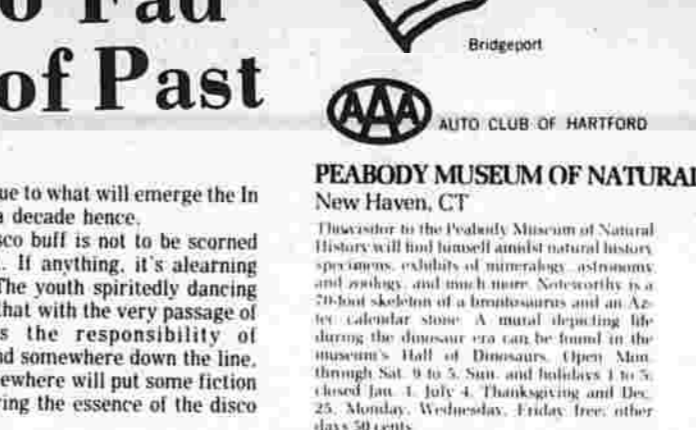 o Fad
of Past
ue to what will emerge the In
a decade hence.
sco buff is not to be scorned
. If anything, it's alearning
The youth spiritedly dancing
that with the very passage of
s the responsibility of
nd somewhere down the line,
ewhere will put some fiction
ring the essence of the disco
Bridgeport
AAA
AUTO CLUB OF HARTFORD
PEABODY MUSEUM OF NATURAL
New Haven, CT
The visitor to the Peabody Museum of Natural
History will find himself amidst natural history
specimens, exhibits of mineralogy, astronomy
and zoology, and much more. Noteworthy is a
70-foot skeleton of a brontosaurus and an Az-
tec calendar stone. A mural depicting life
during the dinosaur era can be found in the
museum's Hall of Dinosaurs. Open Mon.
through Sat. 9 to 5, Sun. and holidays 1 to 5;
closed Jan. 1, July 4, Thanksgiving and Dec.
25. Monday, Wednesday, Friday free; other
days 50 cents.